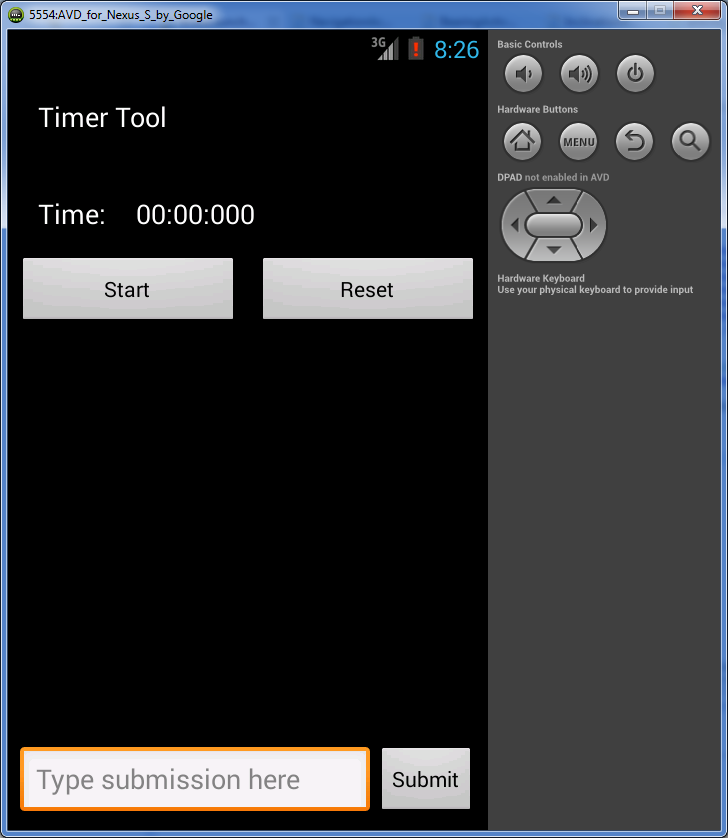 5554:AVD_for_Nexus_S_by_Google
3G 8:26
Timer Tool
Time: 00:00:000
Start Reset
Type submission here Submit
Basic Controls
Hardware Buttons
MENU
DPAD not enabled in AVD
Hardware Keyboard
Use your physical keyboard to provide input